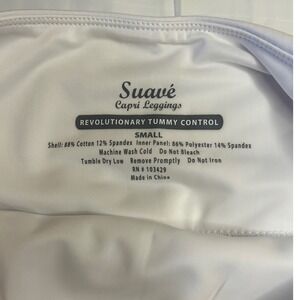 Suavé
Capri Leggings
REVOLUTIONARY TUMMY CONTROL
SMALL
Shell: 88% Cotton 12% Spandex Inner Panel: 86% Polyester 14% Spandex
Machine Wash Cold Do Not Bleach
Tumble Dry Low Remove Promptly Do Not Iron
RN # 103429
Made in China